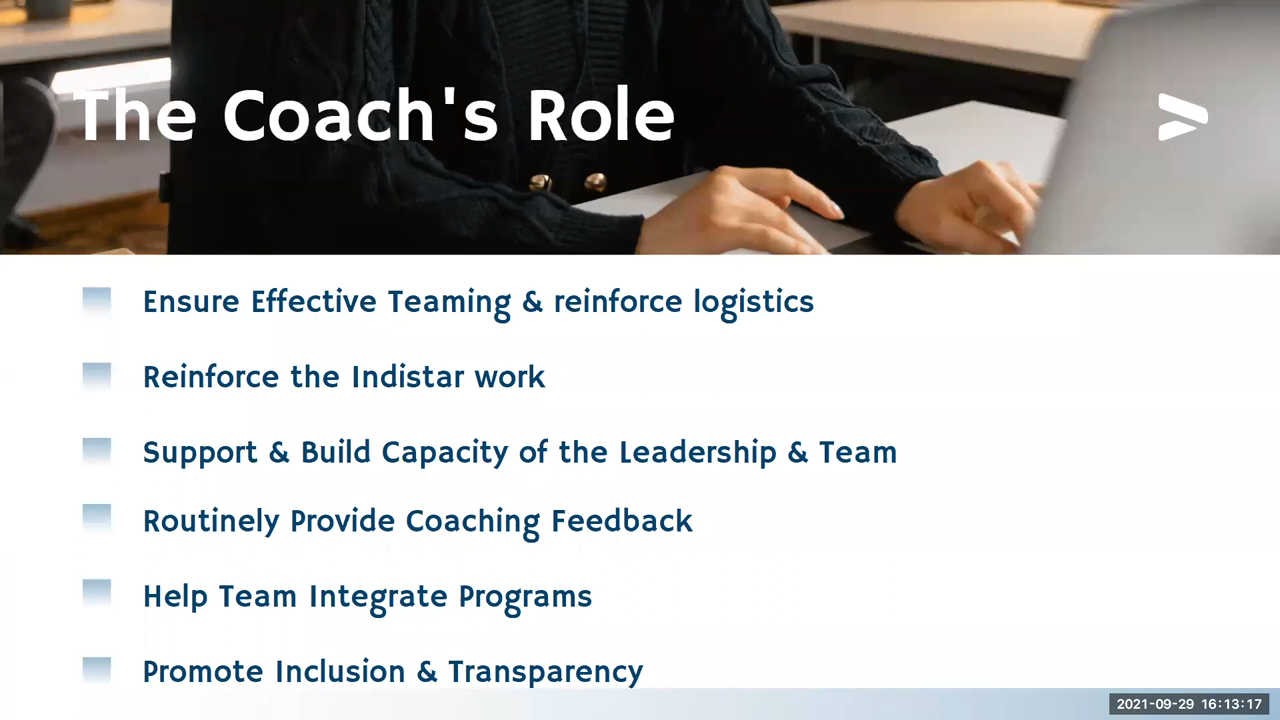 The Coach's Role
Ensure Effective Teaming & reinforce logistics
Reinforce the Indistar work
Support & Build Capacity of the Leadership & Team
Routinely Provide Coaching Feedback
Help Team Integrate Programs
Promote Inclusion & Transparency
2021-09-29 16:13:17